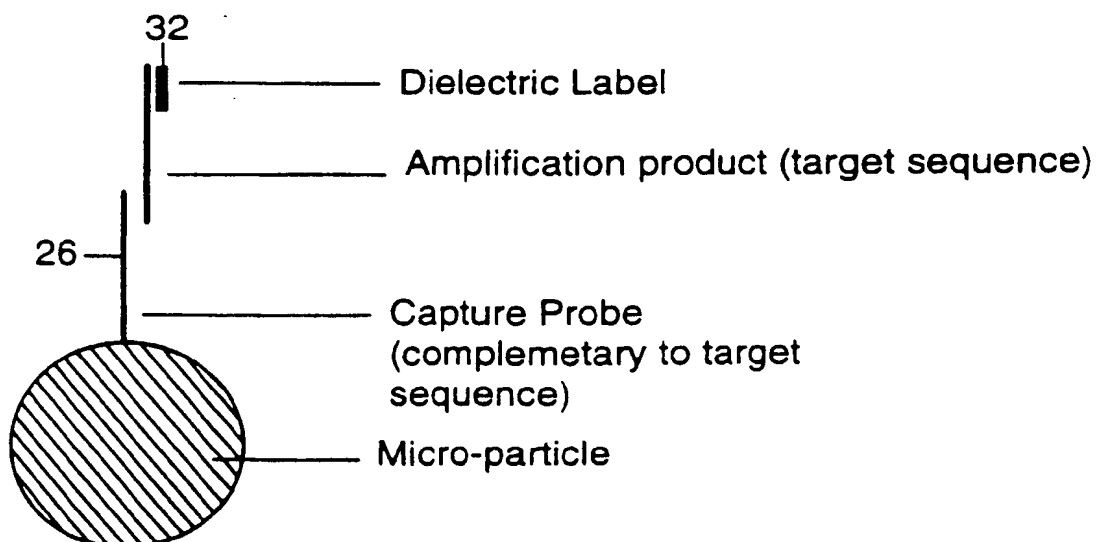 32
Dielectric Label
Amplification product (target sequence)
26
Capture Probe
(complemetary to target
sequence)
Micro-particle